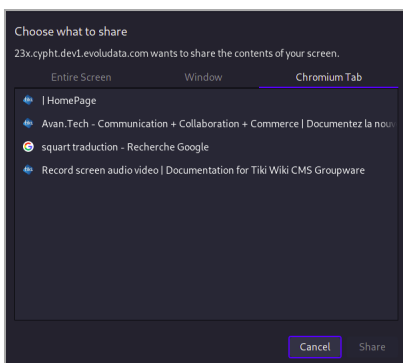 Choose what to share
23x.cypht.dev1.evoludata.com wants to share the contents of your screen.
Entire Screen Window Chromium Tab
| HomePage
Avan.Tech - Communication + Collaboration + Commerce | Documentez la nouv
squart traduction - Recherche Google
Record screen audio video | Documentation for Tiki Wiki CMS Groupware
Cancel Share